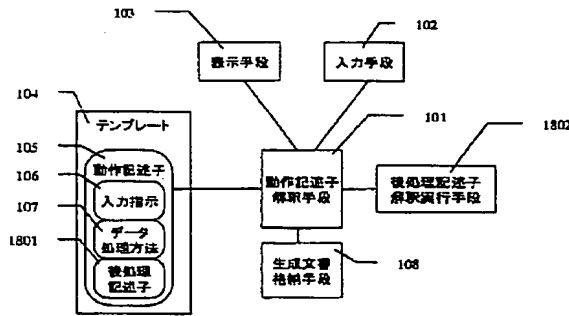 103
102
表示手段
入力手段
104
テンプレート
101
1802
105
動作記述子
106
入力指示
動作記述子
解釈手段
後処理記述子
解釈実行手段
107
データ
処理方法
1801
後処理
記述子
生成文書
格納手段
108